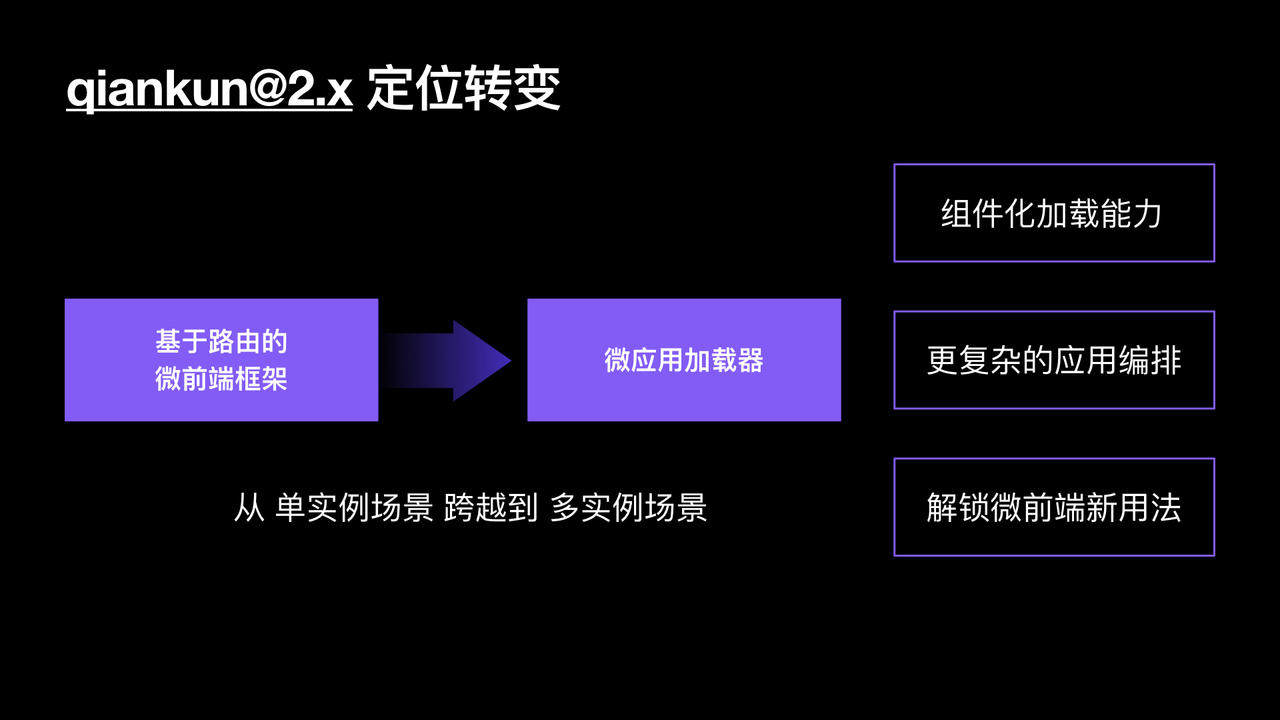 qiankun@2.x 定位转变
基于路由的
微前端框架
微应用加载器
从 单实例场景 跨越到 多实例场景
组件化加载能力
更复杂的应用编排
解锁微前端新用法